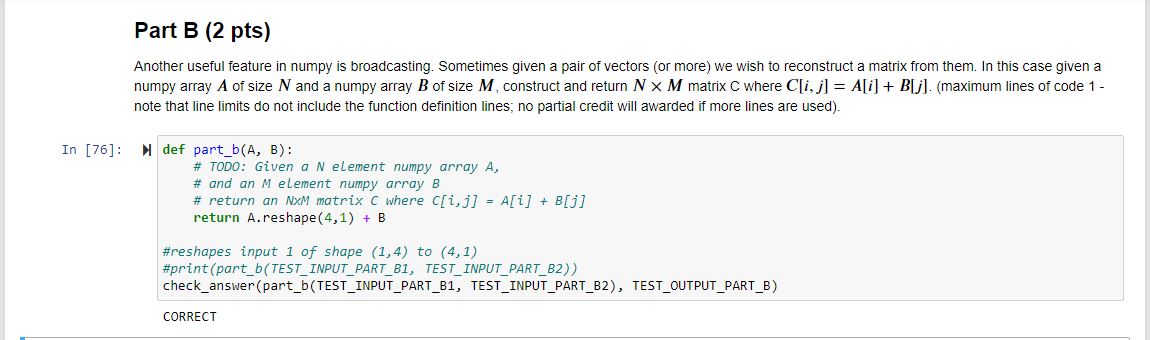 Part B (2 pts)
Another useful feature in numpy is broadcasting. Sometimes given a pair of vectors (or more) we wish to reconstruct a matrix from them. In this case given a
numpy array A of size N and a numpy array B of size M, construct and return N × M matrix C where C[i, j] = A[i] + B[j]. (maximum lines of code 1 -
note that line limits do not include the function definition lines; no partial credit will awarded if more lines are used).
In [76]: def part_b(A, B):
    # TODO: Given a N element numpy array A,
    # and an M element numpy array B
    # return an NxM matrix C where C[i,j] = A[i] + B[j]
    return A.reshape(4,1) + B
#reshapes input 1 of shape (1,4) to (4,1)
#print(part_b(TEST_INPUT_PART_B1, TEST_INPUT_PART_B2))
check_answer(part_b(TEST_INPUT_PART_B1, TEST_INPUT_PART_B2), TEST_OUTPUT_PART_B)
CORRECT